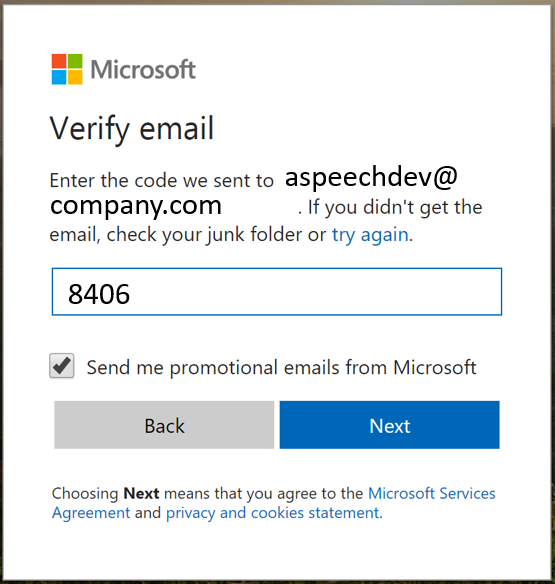 Microsoft
Verify email
Enter the code we sent to aspeechdev@
company.com . If you didn't get the
email, check your junk folder or try again.
8406
Send me promotional emails from Microsoft
Back Next
Choosing Next means that you agree to the Microsoft Services
Agreement and privacy and cookies statement.